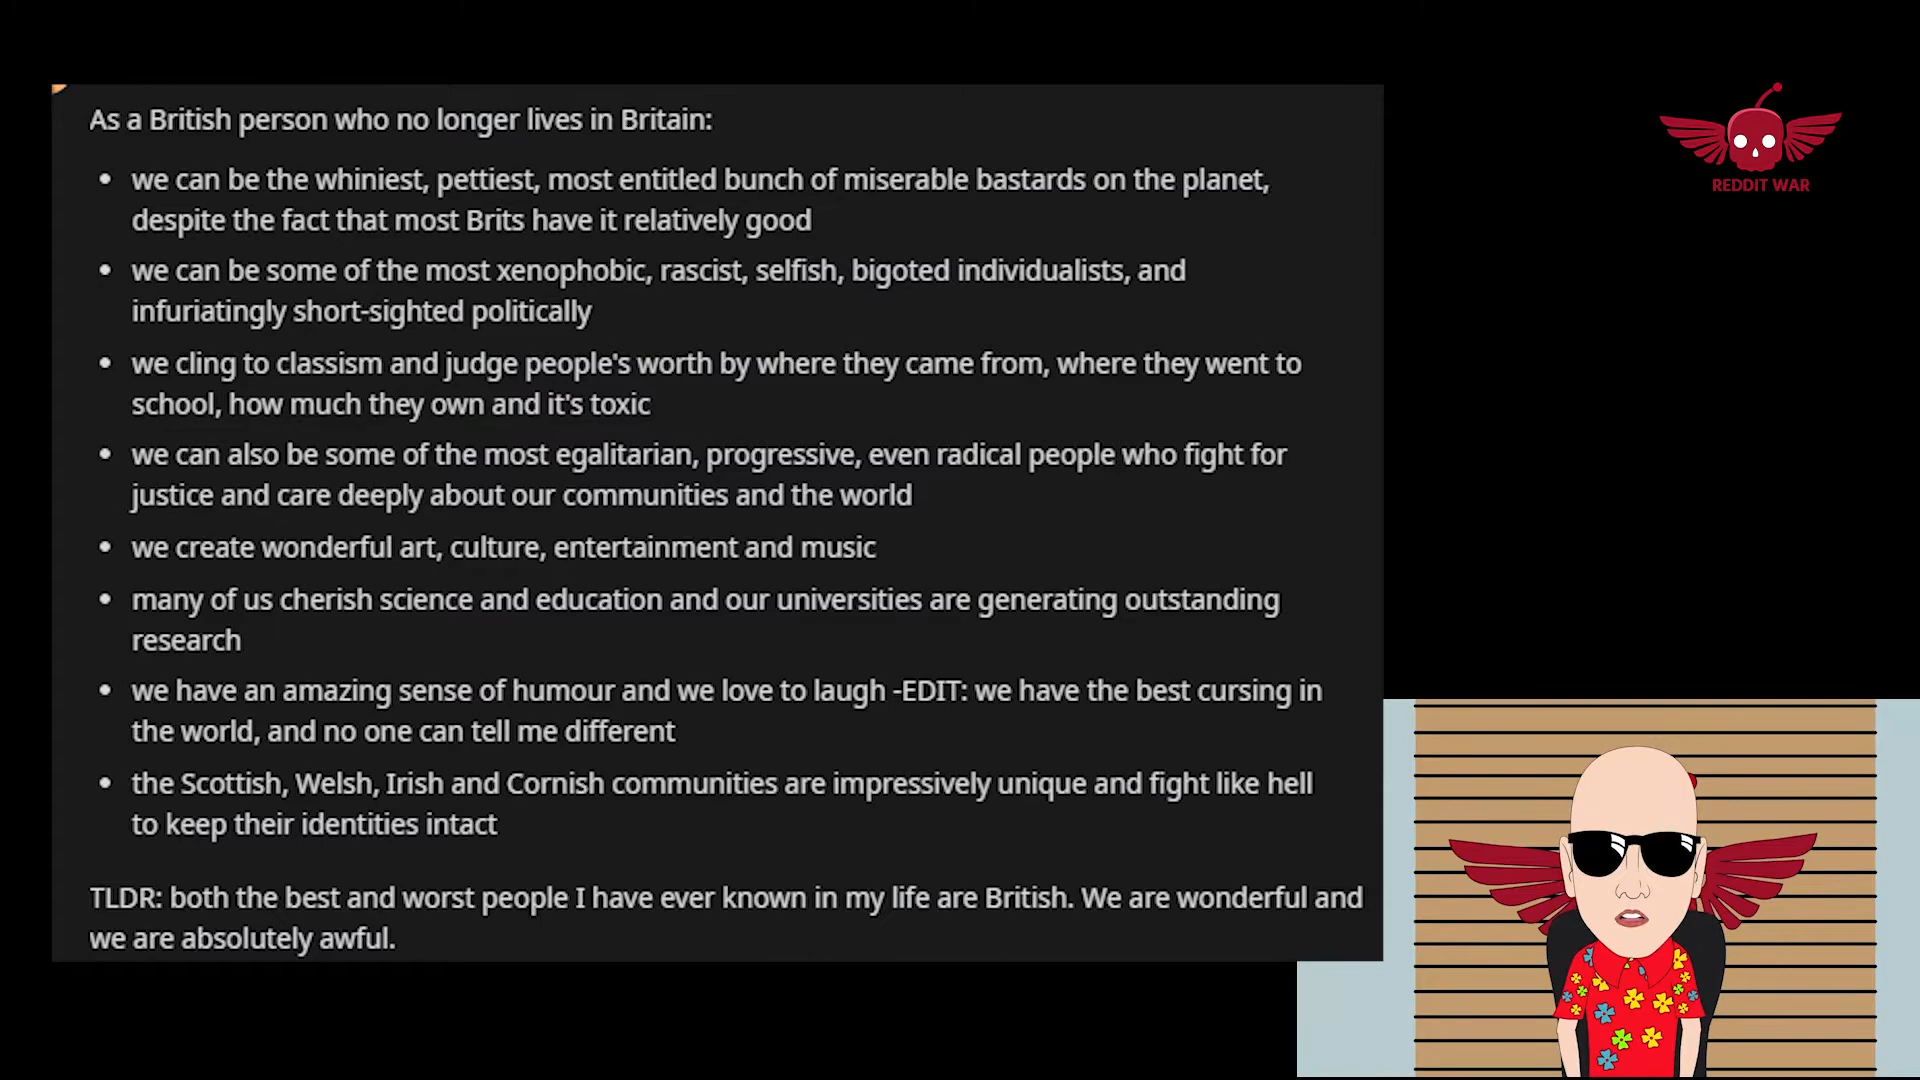 As a British person who no longer lives in Britain:
• we can be the whiniest, pettiest, most entitled bunch of miserable bastards on the planet,
despite the fact that most Brits have it relatively good
• we can be some of the most xenophobic, rascist, selfish, bigoted individualists, and
infuriatingly short-sighted politically
• we cling to classism and judge people's worth by where they came from, where they went to
school, how much they own and it's toxic
• we can also be some of the most egalitarian, progressive, even radical people who fight for
justice and care deeply about our communities and the world
• we create wonderful art, culture, entertainment and music
• many of us cherish science and education and our universities are generating outstanding
research
• we have an amazing sense of humour and we love to laugh -EDIT: we have the best cursing in
the world, and no one can tell me different
• the Scottish, Welsh, Irish and Cornish communities are impressively unique and fight like hell
to keep their identities intact
TLDR: both the best and worst people I have ever known in my life are British. We are wonderful and
we are absolutely awful.
REDDIT WAR